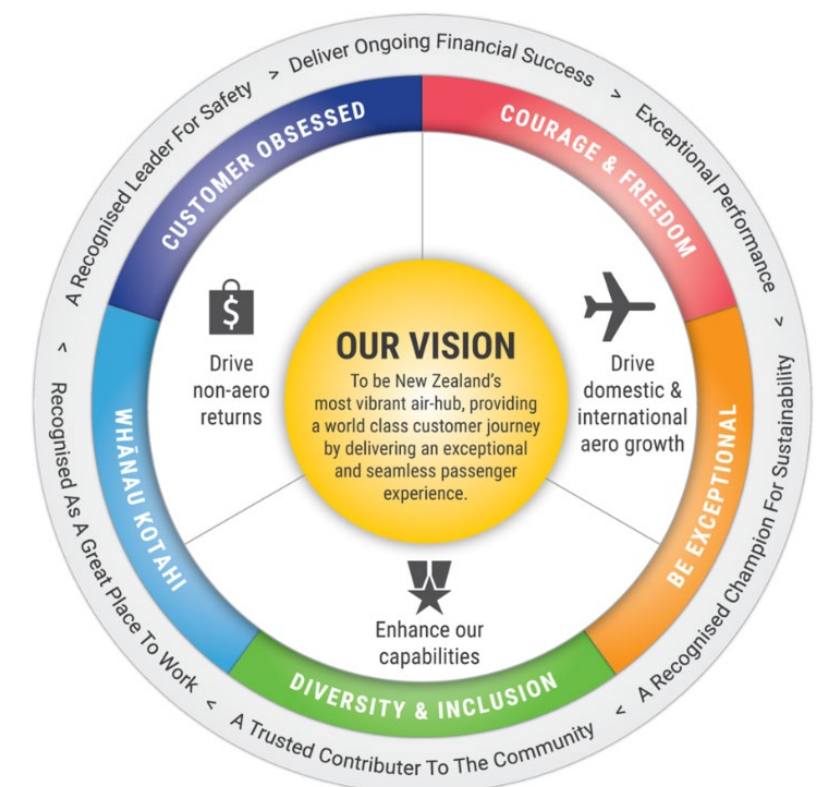 Deliver Ongoing Financial Success
>
Exceptional Performance
>
A Recognised Champion For Sustainability
>
A Trusted Contributer To The Community
>
Recognised As A Great Place To Work
>
A Recognised Leader For Safety
>
CUSTOMER OBSESSED
COURAGE & FREEDOM
BE EXCEPTIONAL
DIVERSITY & INCLUSION
WHĀNAU KOTAHI
$
Drive
non-aero
returns
OUR VISION
To be New Zealand's
most vibrant air-hub, providing
a world class customer journey
by delivering an exceptional
and seamless passenger
experience.
Drive
domestic &
international
aero growth
Enhance our
capabilities